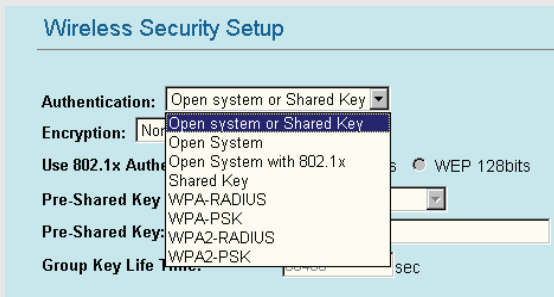 Wireless Security Setup
Authentication: Open system or Shared Key
Open system or Shared Key
Encryption:
Open System
Open System with 802.1x
Use 802.1x WEP 128bits
Shared Key
Pre-Shared Key
WPA-RADIUS
WPA-PSK
Pre-Shared Key:
WPA2-RADIUS
WPA2-PSK
Group Key Life sec